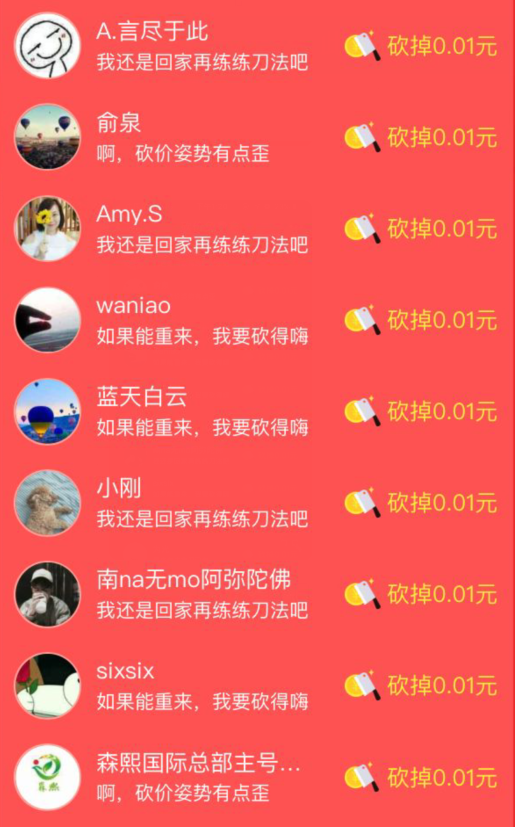 A.言尽于此
我还是回家再练练刀法吧
砍掉0.01元
俞泉
啊，砍价姿势有点歪
砍掉0.01元
Amy.S
我还是回家再练练刀法吧
砍掉0.01元
waniao
如果能重来，我要砍得嗨
砍掉0.01元
蓝天白云
如果能重来，我要砍得嗨
砍掉0.01元
小刚
我还是回家再练练刀法吧
砍掉0.01元
南na无mo阿弥陀佛
我还是回家再练练刀法吧
砍掉0.01元
sixsix
如果能重来，我要砍得嗨
砍掉0.01元
森熙国际总部主号...
啊，砍价姿势有点歪
砍掉0.01元